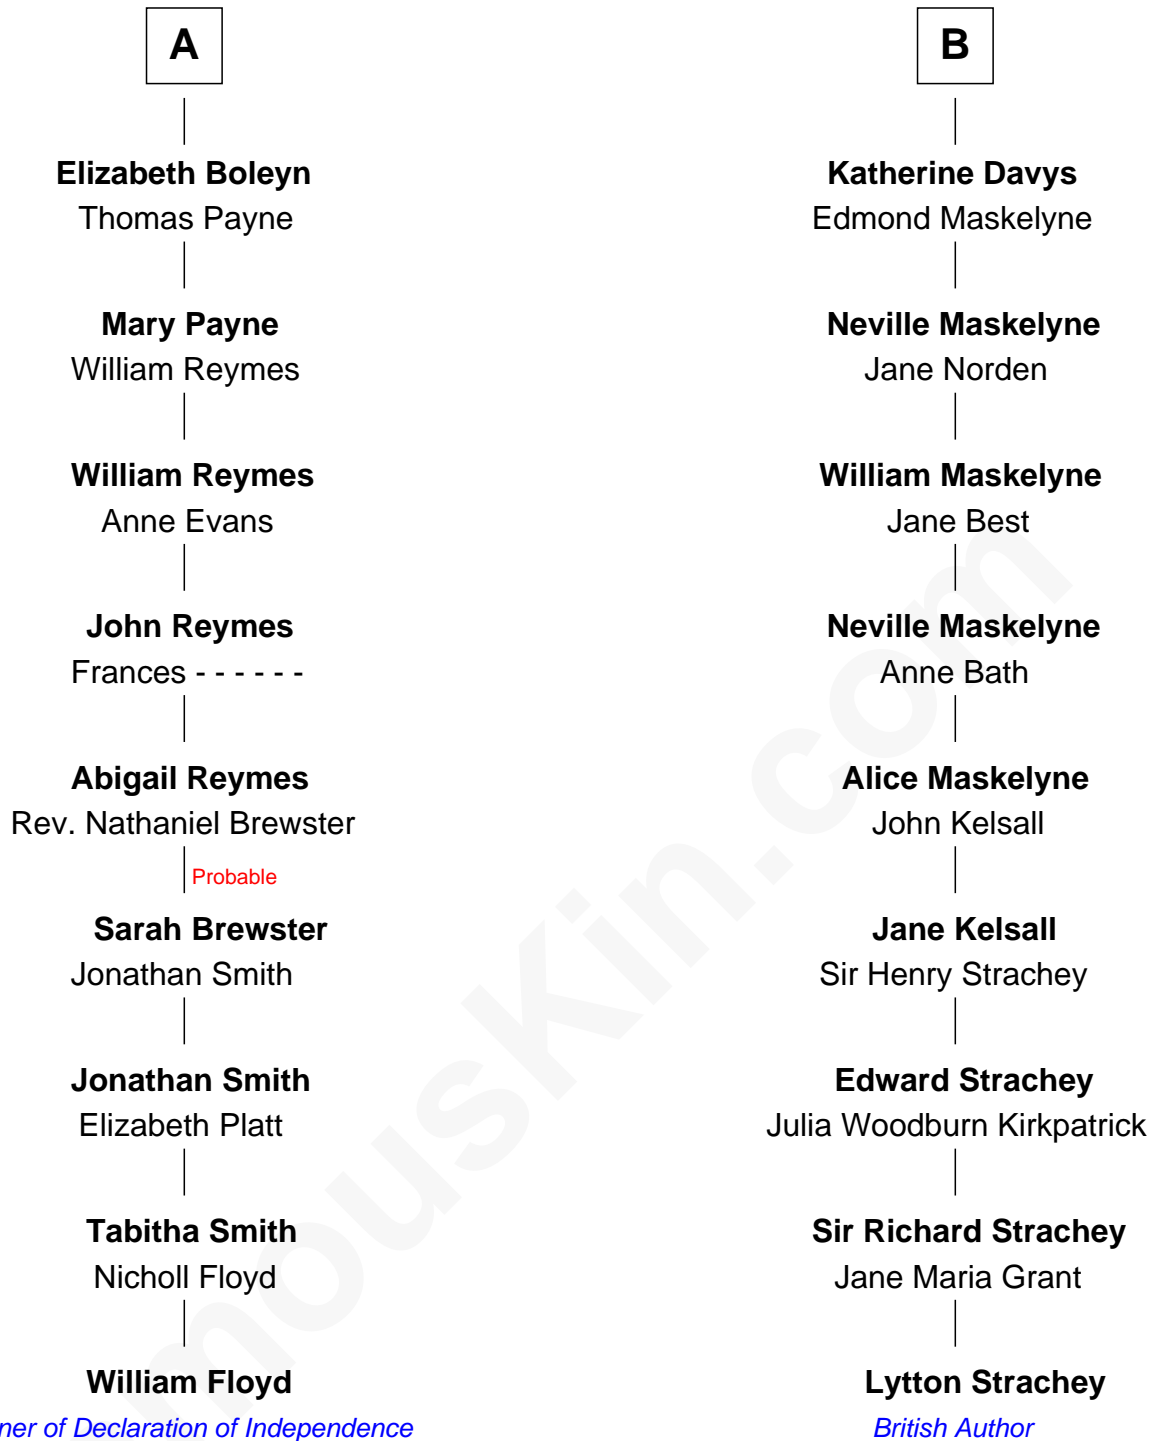 A
Elizabeth Boleyn
Thomas Payne
Mary Payne
William Reymes
William Reymes
Anne Evans
John Reymes
Frances - - - - - -
Abigail Reymes
Rev. Nathaniel Brewster
Probable
Sarah Brewster
Jonathan Smith
Jonathan Smith
Elizabeth Platt
Tabitha Smith
Nicholl Floyd
William Floyd
ner of Declaration of Independence
B
Katherine Davys
Edmond Maskelyne
Neville Maskelyne
Jane Norden
William Maskelyne
Jane Best
Neville Maskelyne
Anne Bath
Alice Maskelyne
John Kelsall
Jane Kelsall
Sir Henry Strachey
Edward Strachey
Julia Woodburn Kirkpatrick
Sir Richard Strachey
Jane Maria Grant
Lytton Strachey
British Author
mousKin.com